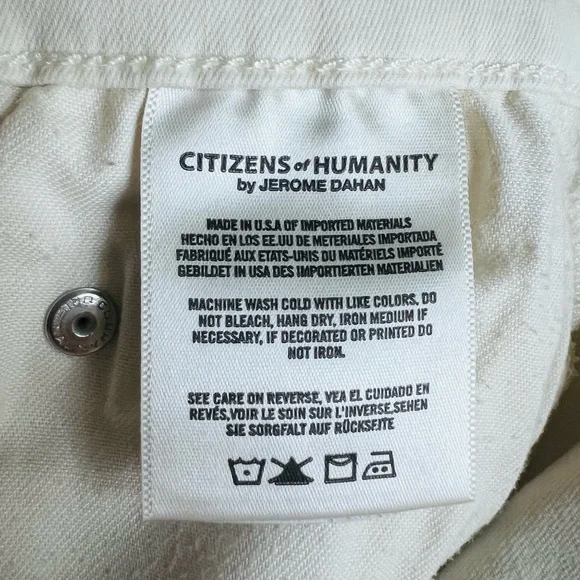 CITIZENS of HUMANITY
by JEROME DAHAN
MADE IN U.S.A OF IMPORTED MATERIALS
HECHO EN LOS EE.UU DE METERIALES IMPORTADA
FABRIQUÉ AUX ETATS-UNIS DU MATÉRIELS IMPORTÉ
GEBILDET IN USA DES IMPORTIERTEN MATERIALIEN
MACHINE WASH COLD WITH LIKE COLORS, DO
NOT BLEACH, HANG DRY, IRON MEDIUM IF
NECESSARY, IF DECORATED OR PRINTED DO
NOT IRON.
SEE CARE ON REVERSE, VEA EL CUIDADO EN
REVÉS,VOIR LE SOIN SUR L'INVERSE,SEHEN
SIE SORGFALT AUF RÜCKSEITE